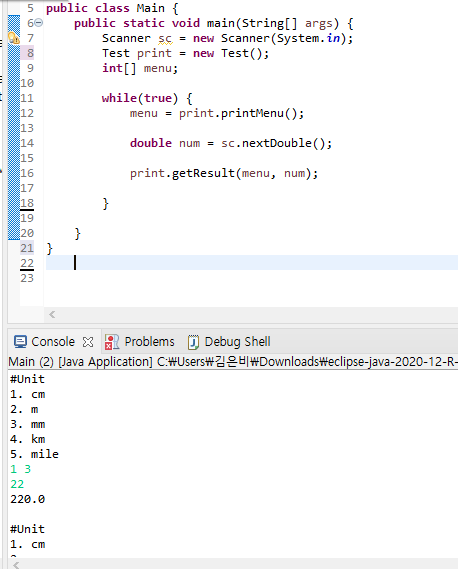 5 public class Main {
6 public static void main(String[] args) {
7 Scanner sc = new Scanner(System.in);
8 Test print = new Test();
9 int[] menu;
10
11 while(true) {
12 menu = print.printMenu();
13
14 double num = sc.nextDouble();
15
16 print.getResult(menu, num);
17
18 }
19
20 }
21 }
22
23
Console Problems Debug Shell
Main (2) [Java Application] C:₩Users₩김은비₩Downloads₩eclipse-java-2020-12-R-
#Unit
1. cm
2. m
3. mm
4. km
5. mile
1 3
22
220.0
#Unit
1. cm